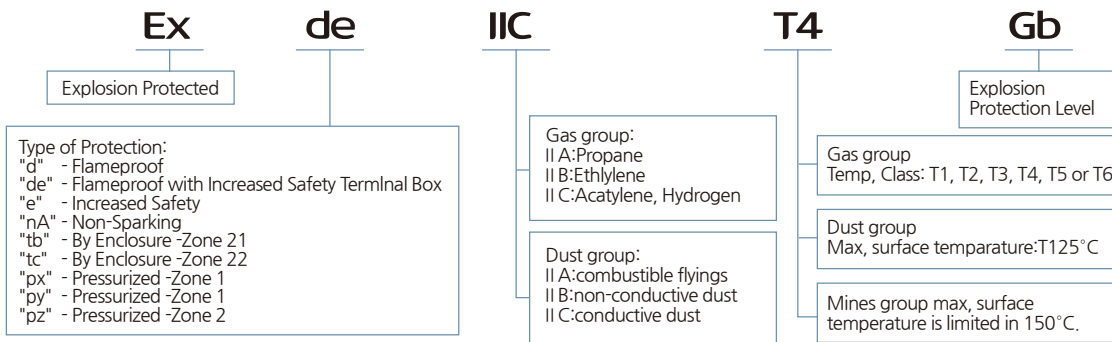 Ex de IIC T4 Gb
Explosion Protected
Type of Protection:
"d" - Flameproof
"de" - Flameproof with Increased Safety TermInal Box
"e" - Increased Safety
"nA" - Non-Sparking
"tb" - By Enclosure -Zone 21
"tc" - By Enclosure -Zone 22
"px" - Pressurized -Zone 1
"py" - Pressurized -Zone 1
"pz" - Pressurized -Zone 2
Gas group:
II A:Propane
II B:Ethlylene
II C:Acatylene, Hydrogen
Dust group:
II A:combustible flyings
II B:non-conductive dust
II C:conductive dust
Explosion
Protection Level
Gas group
Temp, Class: T1, T2, T3, T4, T5 or T6
Dust group
Max, surface temparature:T125°C
Mines group max, surface
temperature is limited in 150°C.